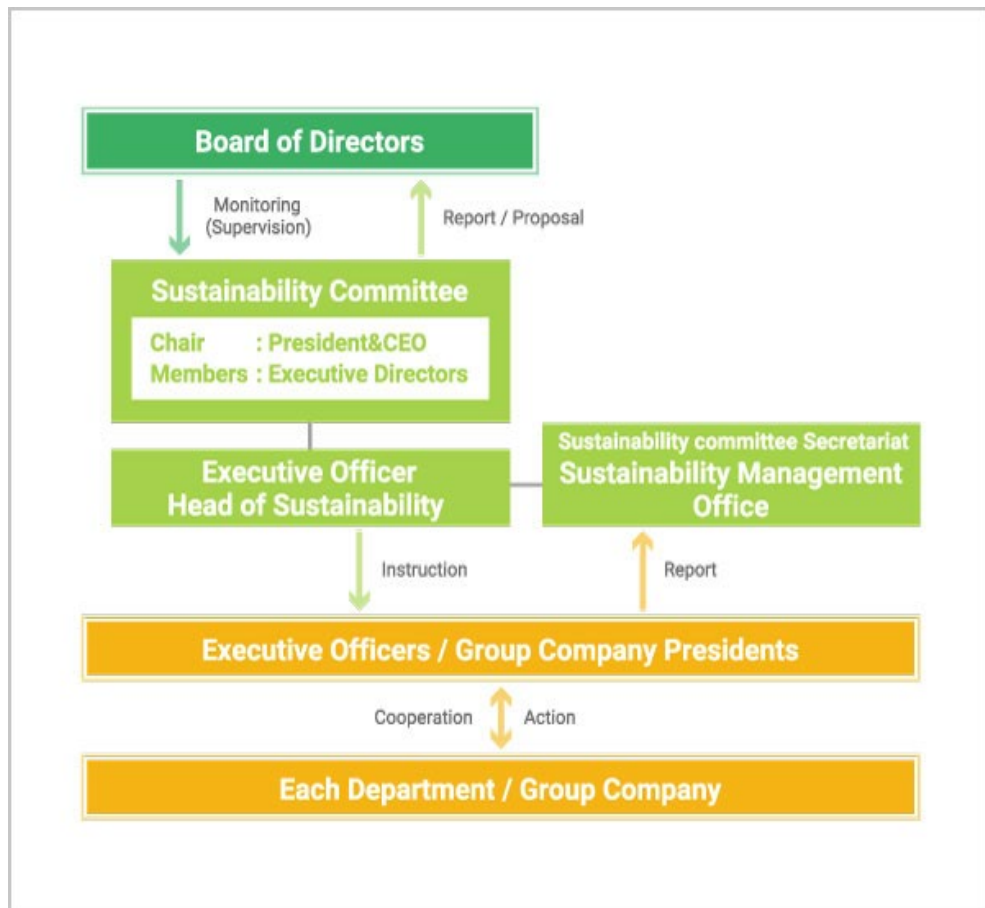 Board of Directors
Monitoring
(Supervision)
Report / Proposal
Sustainability Committee
Chair : President&CEO
Members : Executive Directors
Executive Officer
Head of Sustainability
Sustainability committee Secretariat
Sustainability Management
Office
Instruction
Report
Executive Officers / Group Company Presidents
Cooperation
Action
Each Department / Group Company